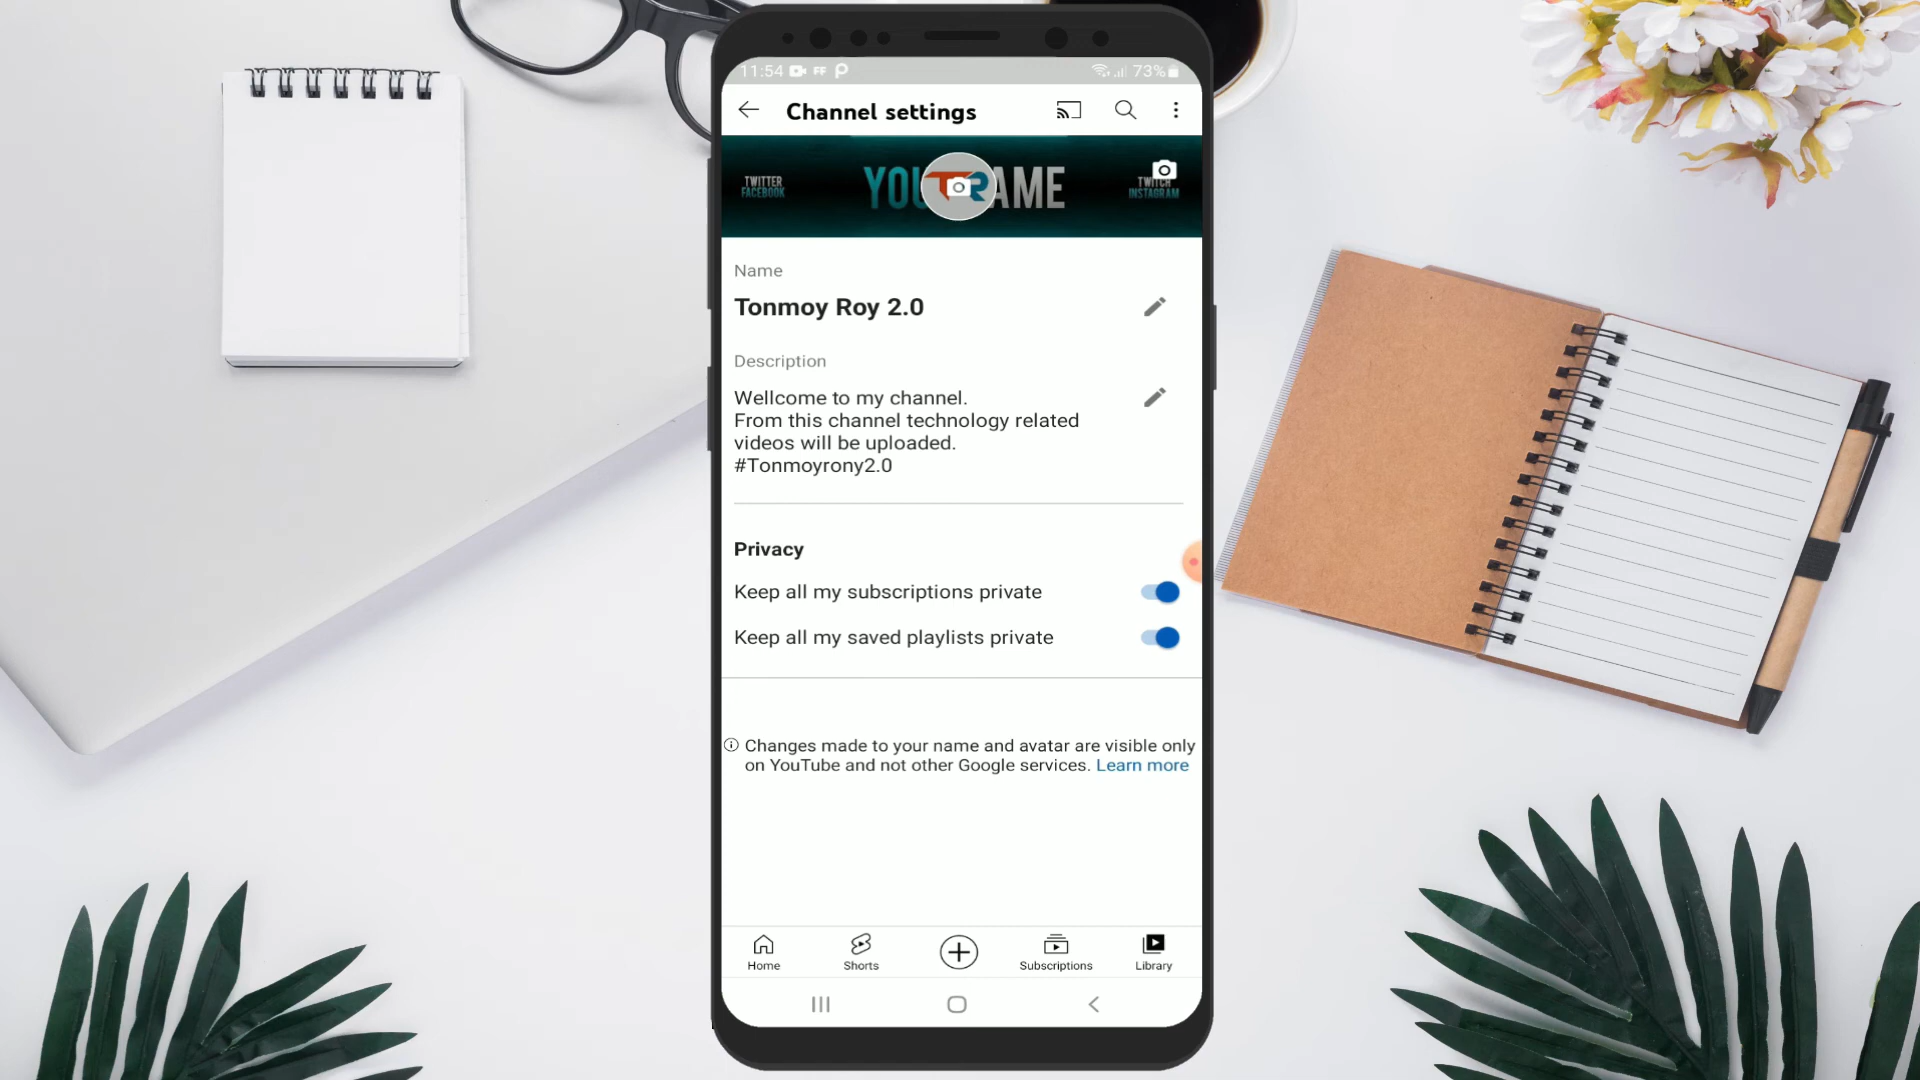 11:54 FF 73%
Channel settings
TWITTER
FACEBOOK
TR
TWITCH
INSTAGRAM
Name
Tonmoy Roy 2.0
Description
Wellcome to my channel.
From this channel technology related
videos will be uploaded.
#Tonmoyrony2.0
Privacy
Keep all my subscriptions private
Keep all my saved playlists private
Changes made to your name and avatar are visible only
on YouTube and not other Google services. Learn more
Home Shorts Subscriptions Library